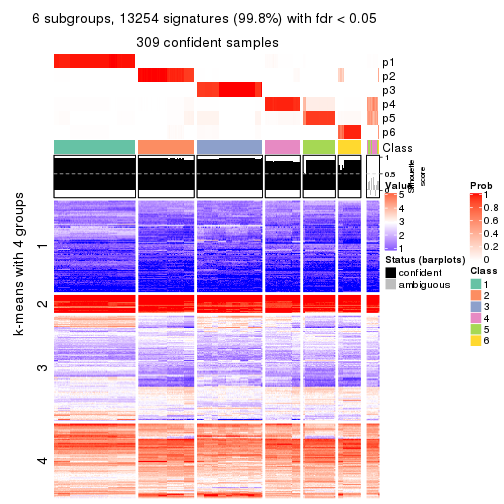 6 subgroups, 13254 signatures (99.8%) with fdr < 0.05
309 confident samples
p1
p2
p3
p4
p5
p6
Class
1
0.5
0
Silhouette
score
k-means with 4 groups
1
2
3
4
Value
5
4
3
2
1
Status (barplots)
confident
ambiguous
Prob
1
0.8
0.6
0.4
0.2
0
Class
1
2
3
4
5
6